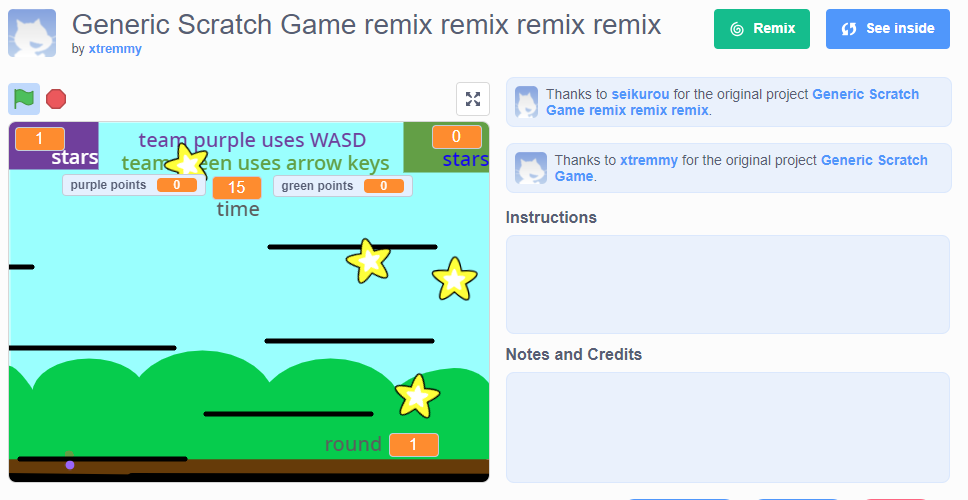 Generic Scratch Game remix remix remix remix
by xtremmy
Remix
See inside
Thanks to seikurou for the original project Generic Scratch
Game remix remix remix.
Thanks to xtremmy for the original project Generic Scratch
Game.
Instructions
Notes and Credits
1
stars
team purple uses WASD
team green uses arrow keys
0
stars
purple points 0
15
green points 0
time
round 1